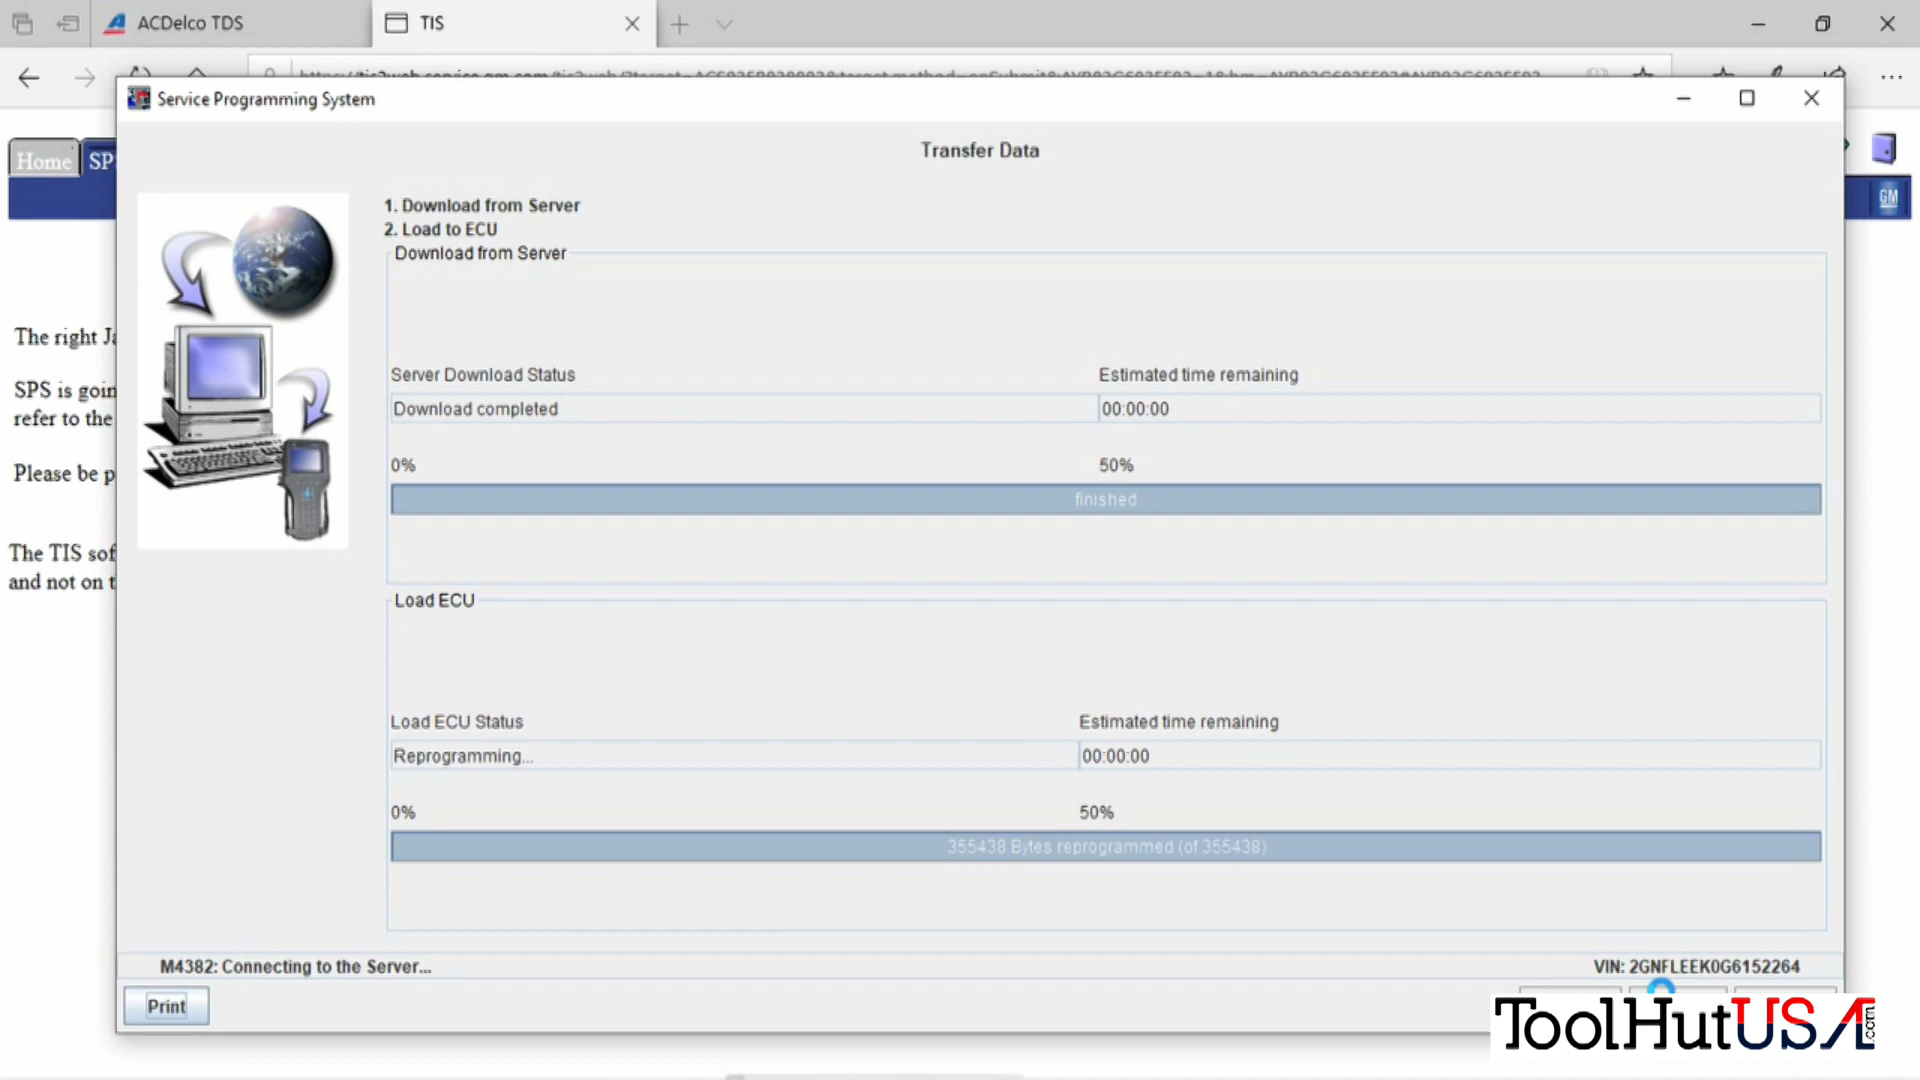 ACDelco TDS
TIS
Service Programming System
Transfer Data
Home
SP
GM
1. Download from Server
2. Load to ECU
Download from Server
The right Ja
SPS is goin
refer to the
Please be p
The TIS sof
and not on t
Server Download Status
Estimated time remaining
Download completed
00:00:00
0%
50%
finished
Load ECU
Load ECU Status
Estimated time remaining
Reprogramming...
00:00:00
0%
50%
355438 Bytes reprogrammed (of 355438)
M4382: Connecting to the Server...
VIN: 2GNFLEEK0G6152264
Print
ToolHutUSA.com